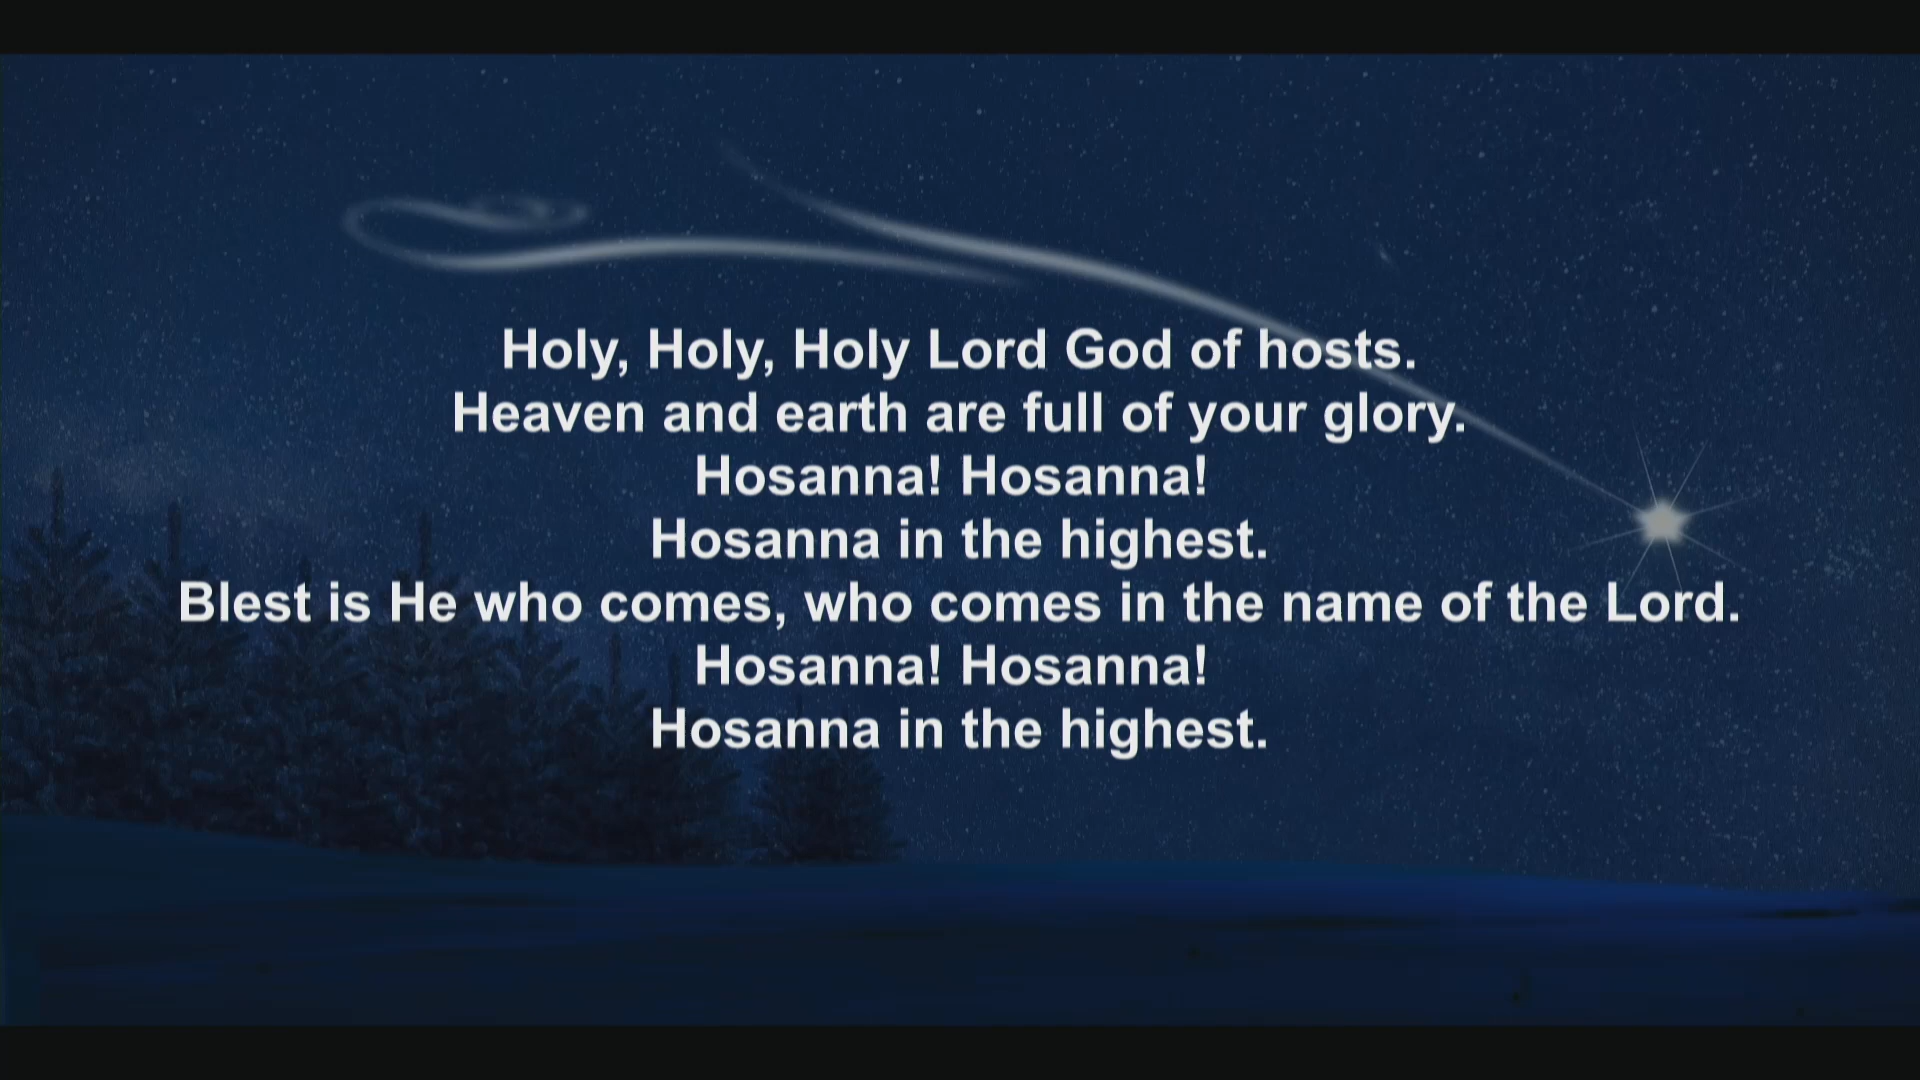 Holy, Holy, Holy Lord God of hosts.
Heaven and earth are full of your glory.
Hosanna! Hosanna!
Hosanna in the highest.
Blest is He who comes, who comes in the name of the Lord.
Hosanna! Hosanna!
Hosanna in the highest.